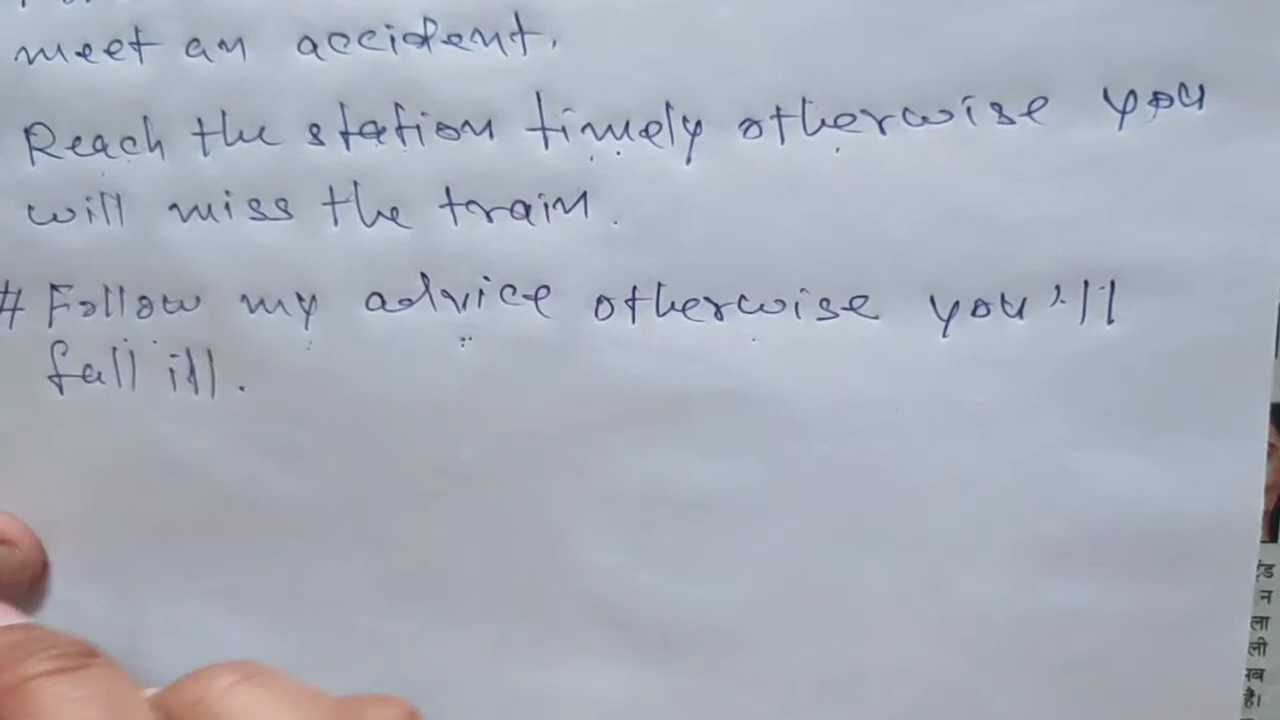 meet an accident.
Reach the station timely otherwise you
will miss the train.
# Follow my advice otherwise you'll
fall ill.
न
ला
ली
है।